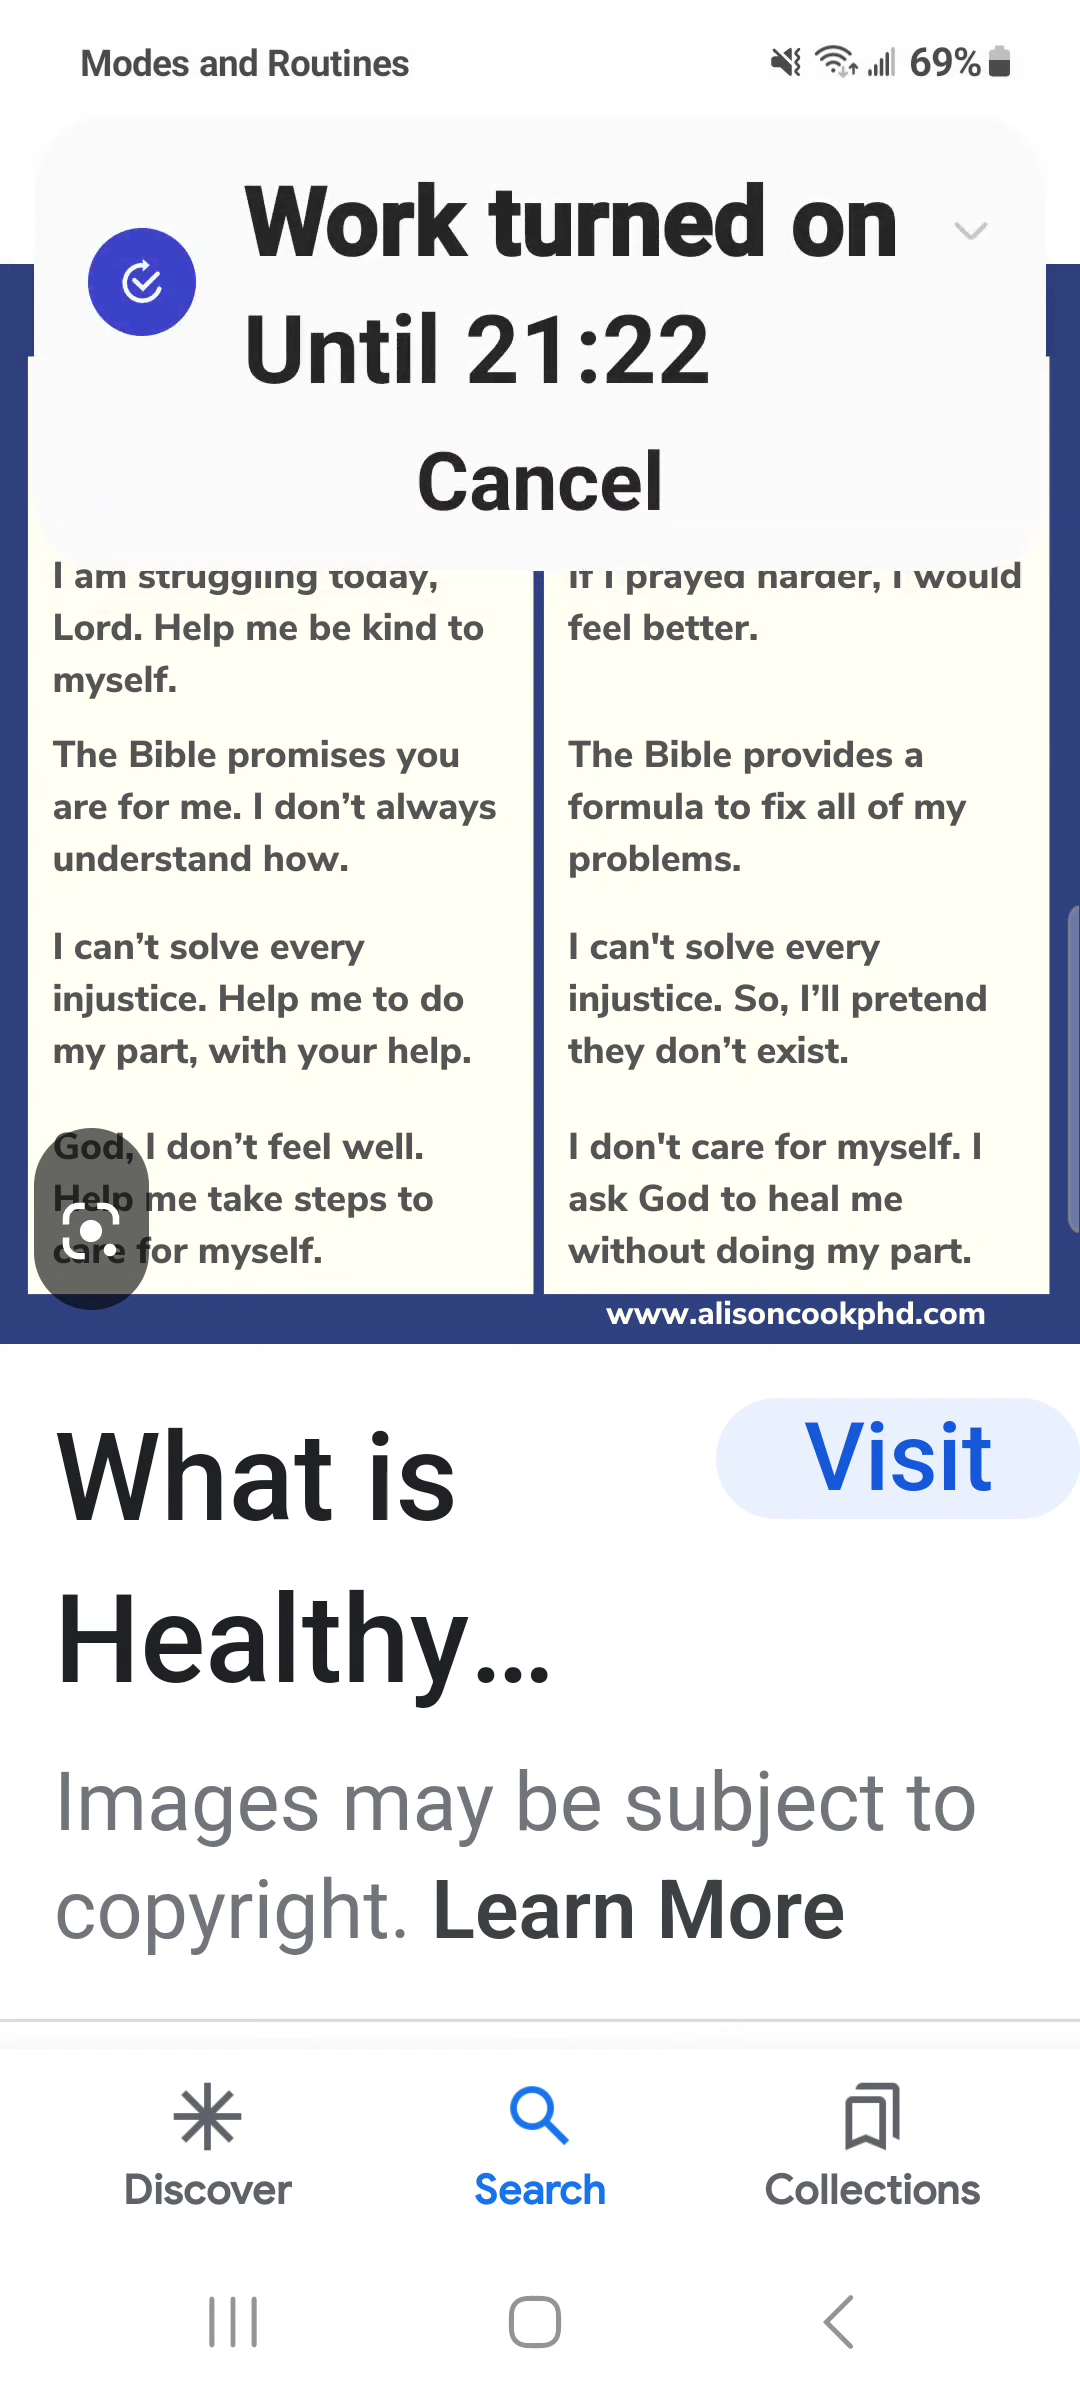 Modes and Routines
69%
Work turned on
Until 21:22
Cancel
I am struggling today,
Lord. Help me be kind to
myself.
If I prayed harder, I would
feel better.
The Bible promises you
are for me. I don’t always
understand how.
The Bible provides a
formula to fix all of my
problems.
I can’t solve every
injustice. Help me to do
my part, with your help.
I can't solve every
injustice. So, I’ll pretend
they don’t exist.
God, I don’t feel well.
Help me take steps to
care for myself.
I don't care for myself. I
ask God to heal me
without doing my part.
www.alisoncookphd.com
What is
Healthy...
Visit
Images may be subject to
copyright. Learn More
Discover
Search
Collections